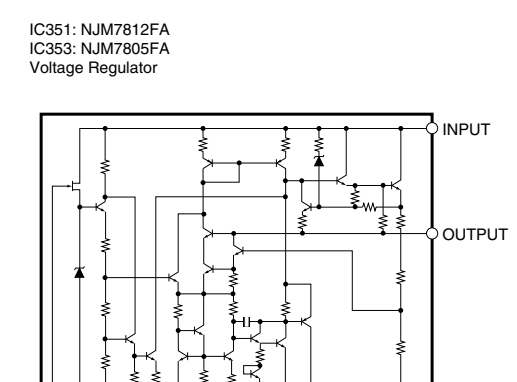 IC351: NJM7812FA
IC353: NJM7805FA
Voltage Regulator
INPUT
OUTPUT